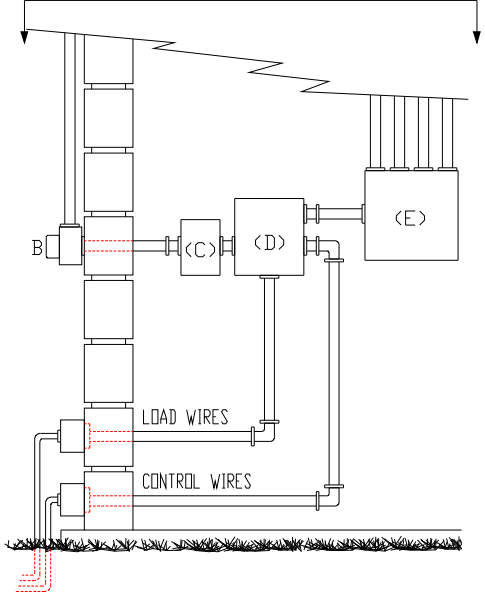 (E)
(D)
B
(C)
LOAD WIRES
CONTROL WIRES